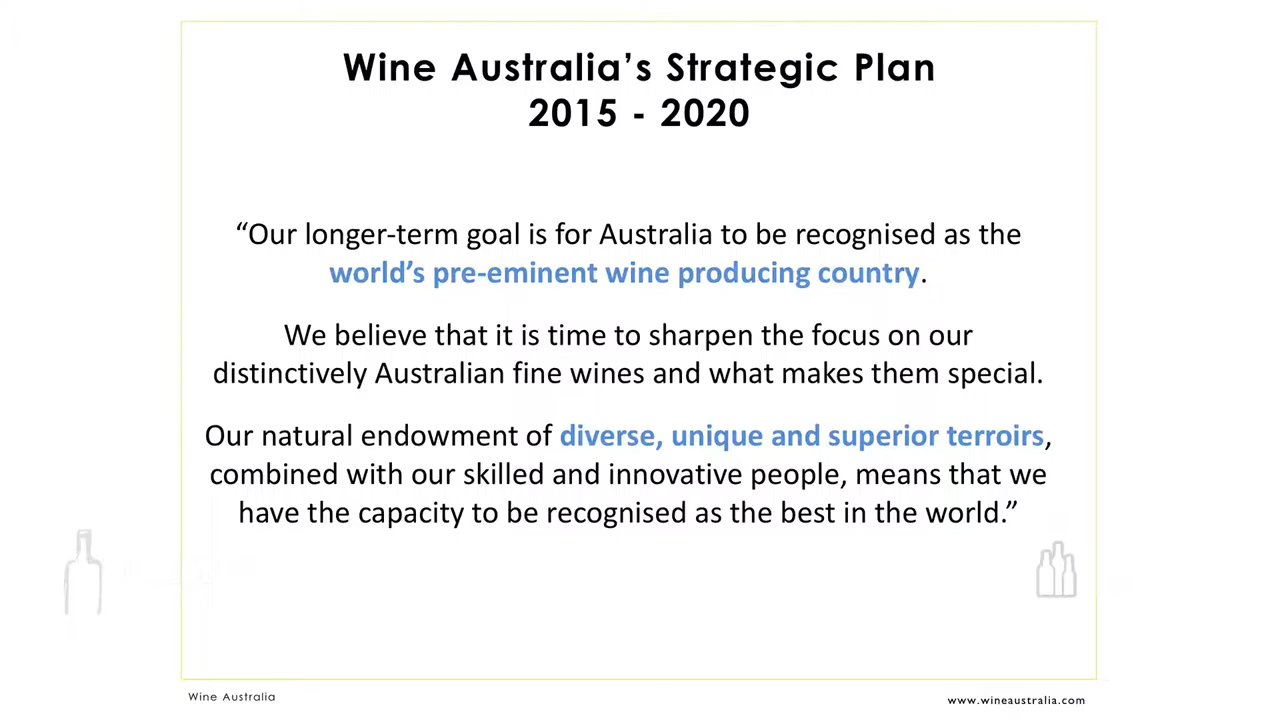 Wine Australia’s Strategic Plan
2015 - 2020
“Our longer-term goal is for Australia to be recognised as the
world’s pre-eminent wine producing country.
We believe that it is time to sharpen the focus on our
distinctively Australian fine wines and what makes them special.
Our natural endowment of diverse, unique and superior terroirs,
combined with our skilled and innovative people, means that we
have the capacity to be recognised as the best in the world.”
Wine Australia
www.wineaustralia.com